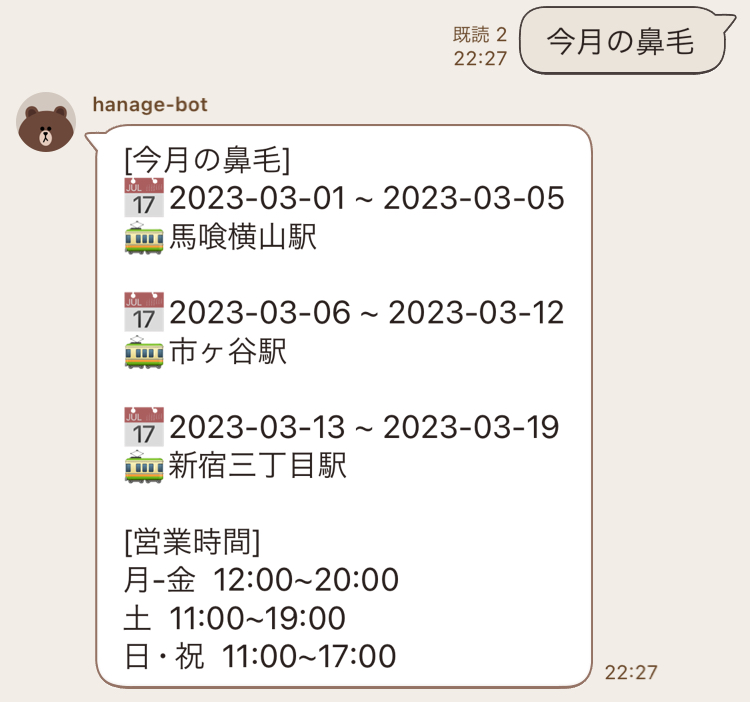 既読 2
22:27
今月の鼻毛
hanage-bot
[今月の鼻毛]
📅2023-03-01 ~ 2023-03-05
🚃馬喰横山駅
📅2023-03-06 ~ 2023-03-12
🚃市ヶ谷駅
📅2023-03-13 ~ 2023-03-19
🚃新宿三丁目駅
[営業時間]
月-金 12:00~20:00
土 11:00~19:00
日・祝 11:00~17:00
22:27